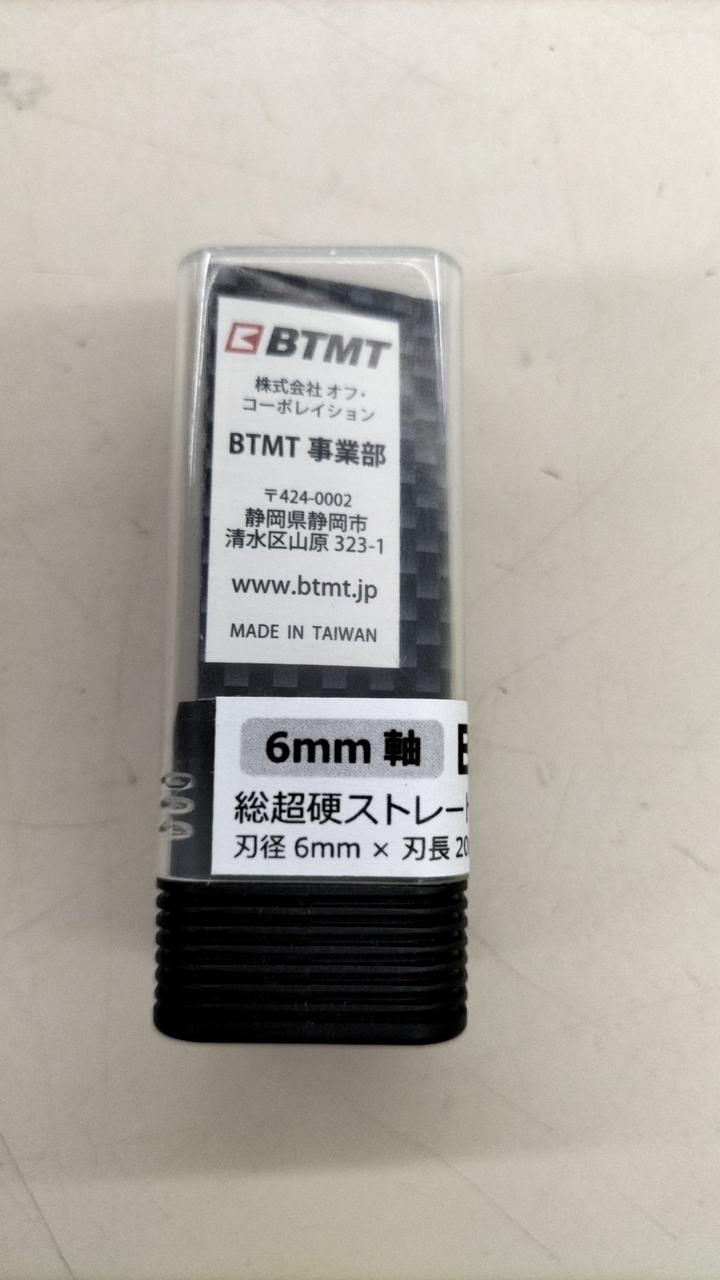 BTMT
株式会社 オフ・
コーポレイション
BTMT 事業部
〒424-0002
静岡県静岡市
清水区山原 323-1
www.btmt.jp
MADE IN TAIWAN
6mm 軸
総超硬ストレート
刃径 6mm × 刃長 20